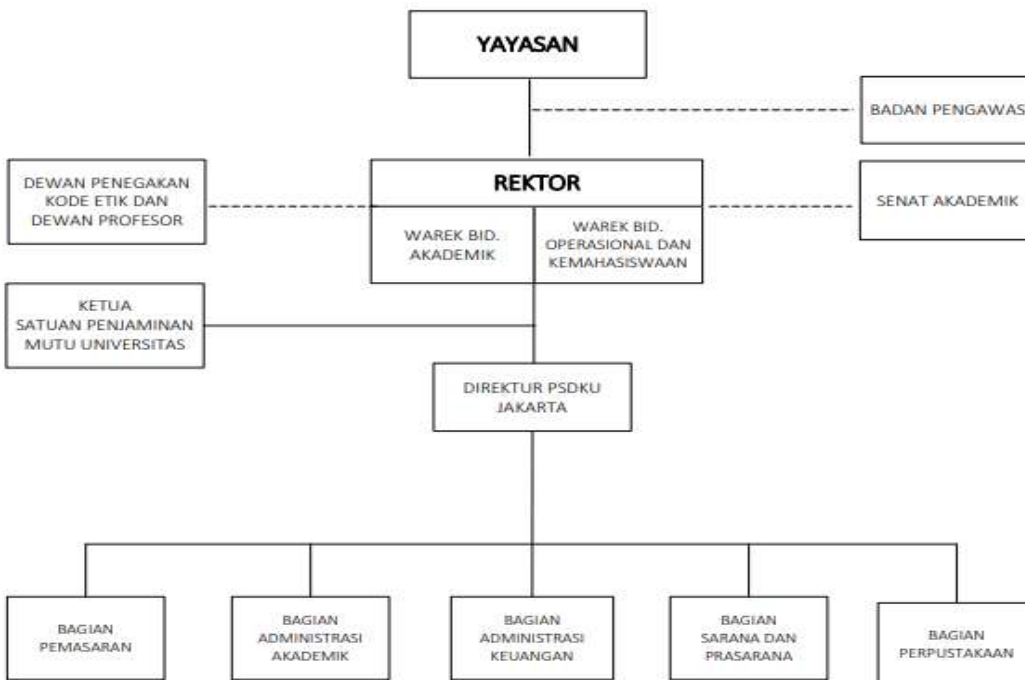 YAYASAN
BADAN PENGAWAS
DEWAN PENEGAKAN
KODE ETIK DAN
DEWAN PROFESOR
REKTOR
WAREK BID.
AKADEMIK
WAREK BID.
OPERASIONAL DAN
KEMAHASISWAAN
SENAT AKADEMIK
KETUA
SATUAN PENJAMINAN
MUTU UNIVERSITAS
DIREKTUR PSDKU
JAKARTA
BAGIAN
PEMASARAN
BAGIAN
ADMINISTRASI
AKADEMIK
BAGIAN
ADMINISTRASI
KEUANGAN
BAGIAN
SARANA DAN
PRASARANA
BAGIAN
PERPUSTAKAAN